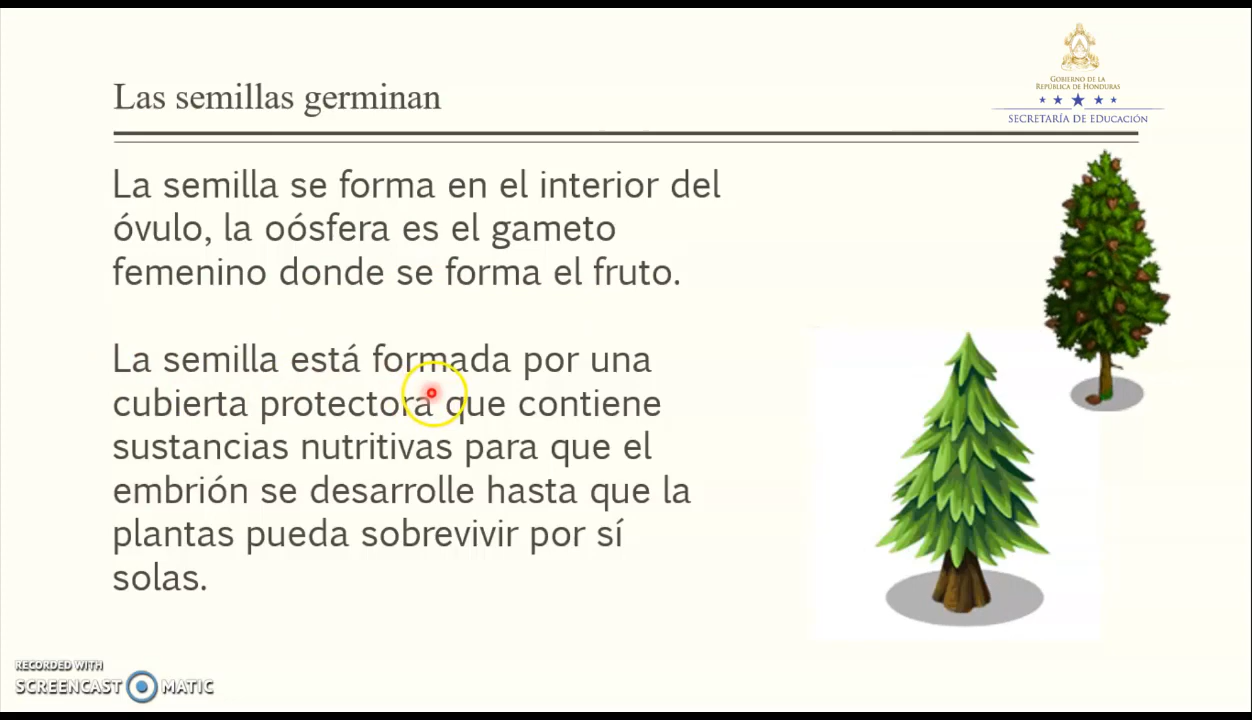 Las semillas germinan
GOBIERNO DE LA
REPÚBLICA DE HONDURAS
SECRETARÍA DE EDUCACIÓN
La semilla se forma en el interior del
óvulo, la oósfera es el gameto
femenino donde se forma el fruto.
La semilla está formada por una
cubierta protectora que contiene
sustancias nutritivas para que el
embrión se desarrolle hasta que la
plantas pueda sobrevivir por sí
solas.
RECORDED WITH
SCREENCAST MATIC